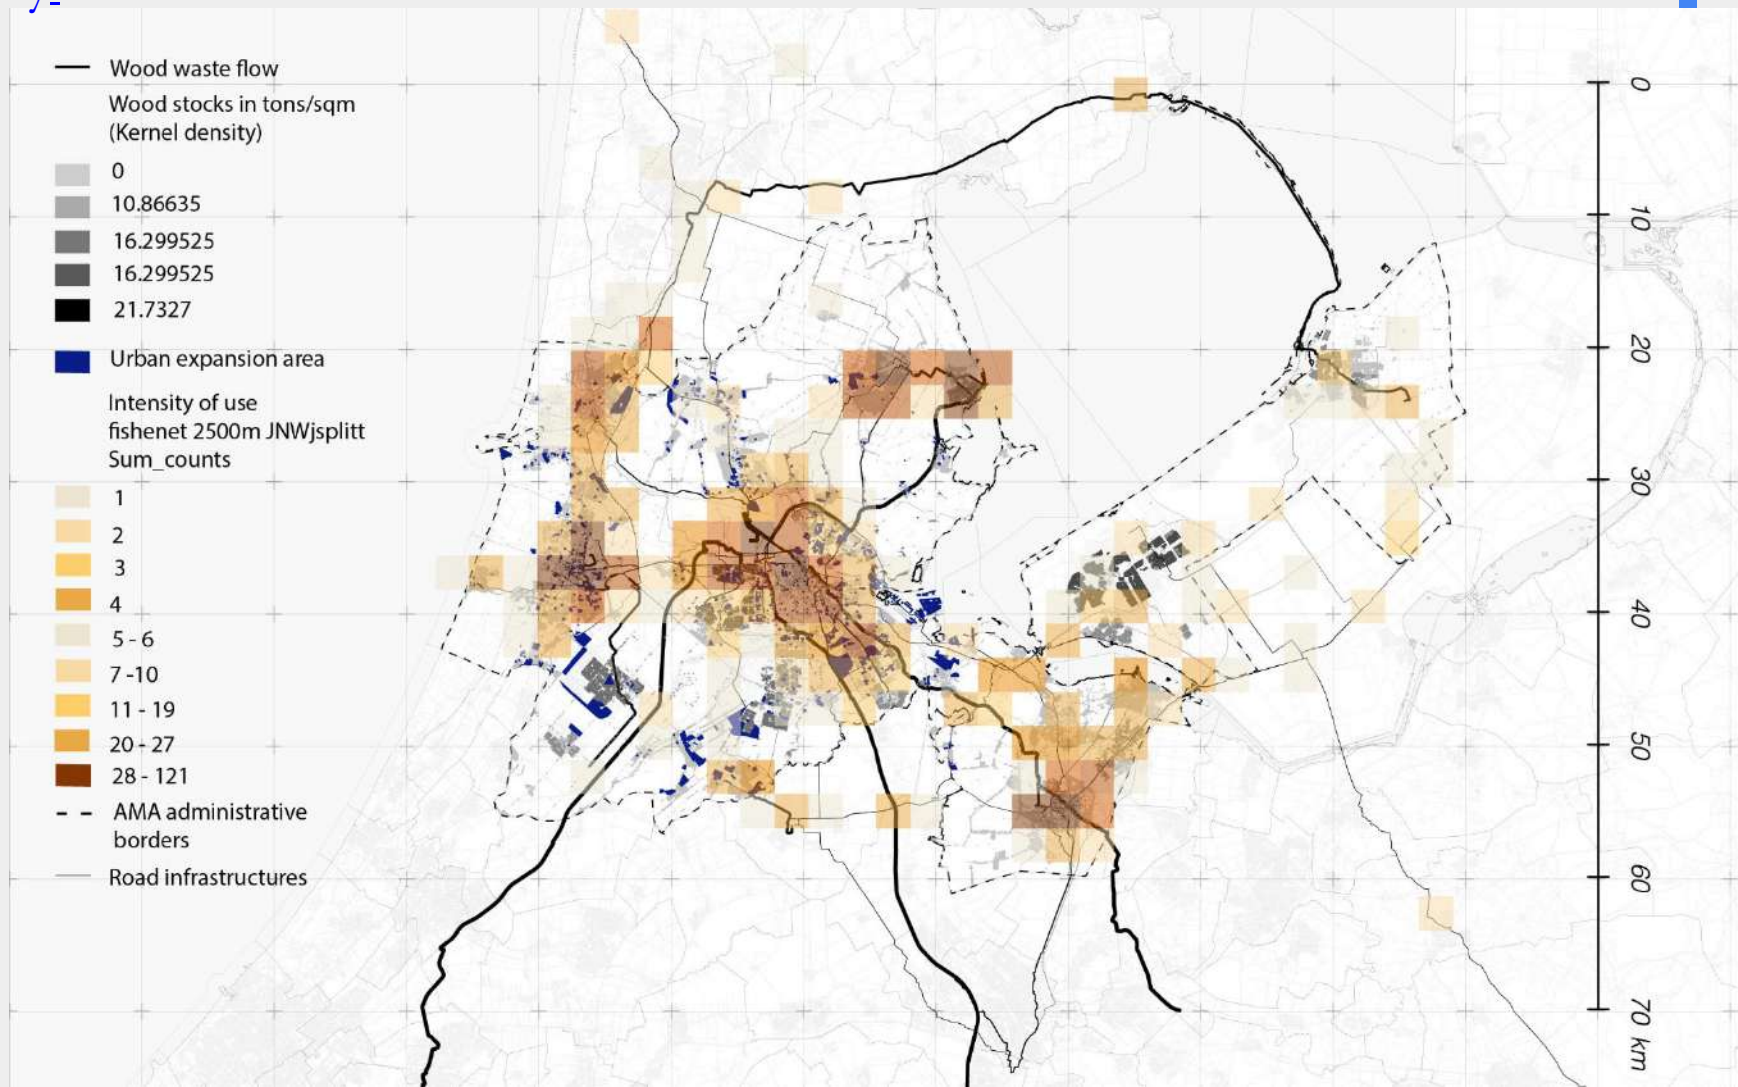 y-
Wood waste flow
Wood stocks in tons/sqm
(Kernel density)
0
10.86635
16.299525
16.299525
21.7327
Urban expansion area
Intensity of use
fishenet 2500m JNWjsplitt
Sum_counts
1
2
3
4
5 - 6
7 -10
11 - 19
20 - 27
28 - 121
AMA administrative
borders
Road infrastructures
0
10
20
30
40
50
60
70 km